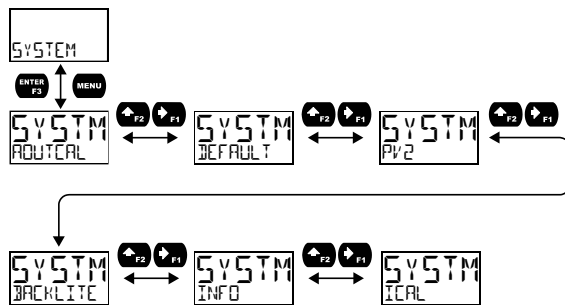 SYSTEM
ENTER F3 MENU
SYSTM
AOUTCAL
F2 F1
SYSTM
DEFAULT
F2 F1
SYSTM
PV2
F2 F1
SYSTM
BACKLITE
F2 F1
SYSTM
INFO
F2 F1
SYSTM
ICAL